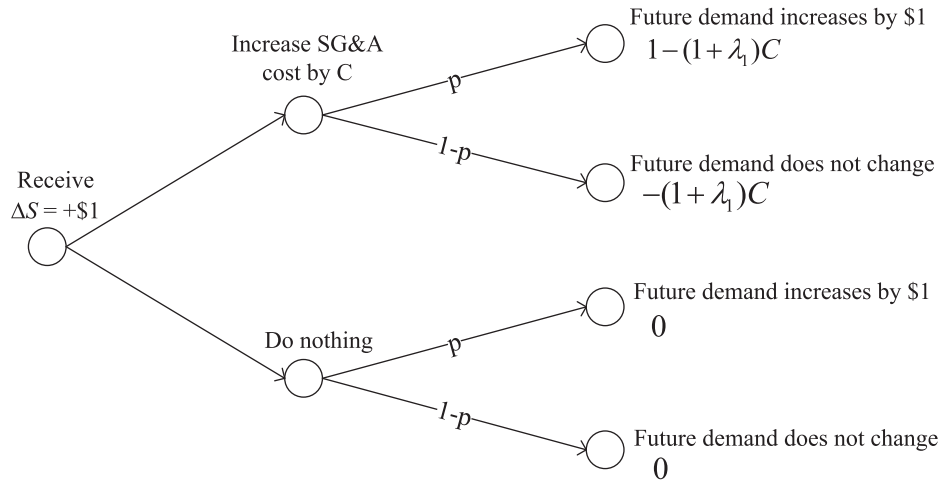 Future demand increases by $1
1−(1+λ₁)C
Increase SG&A
cost by C
p
1-p
Future demand does not change
−(1+λ₁)C
Receive
ΔS = +$1
Future demand increases by $1
0
Do nothing
p
1-p
Future demand does not change
0